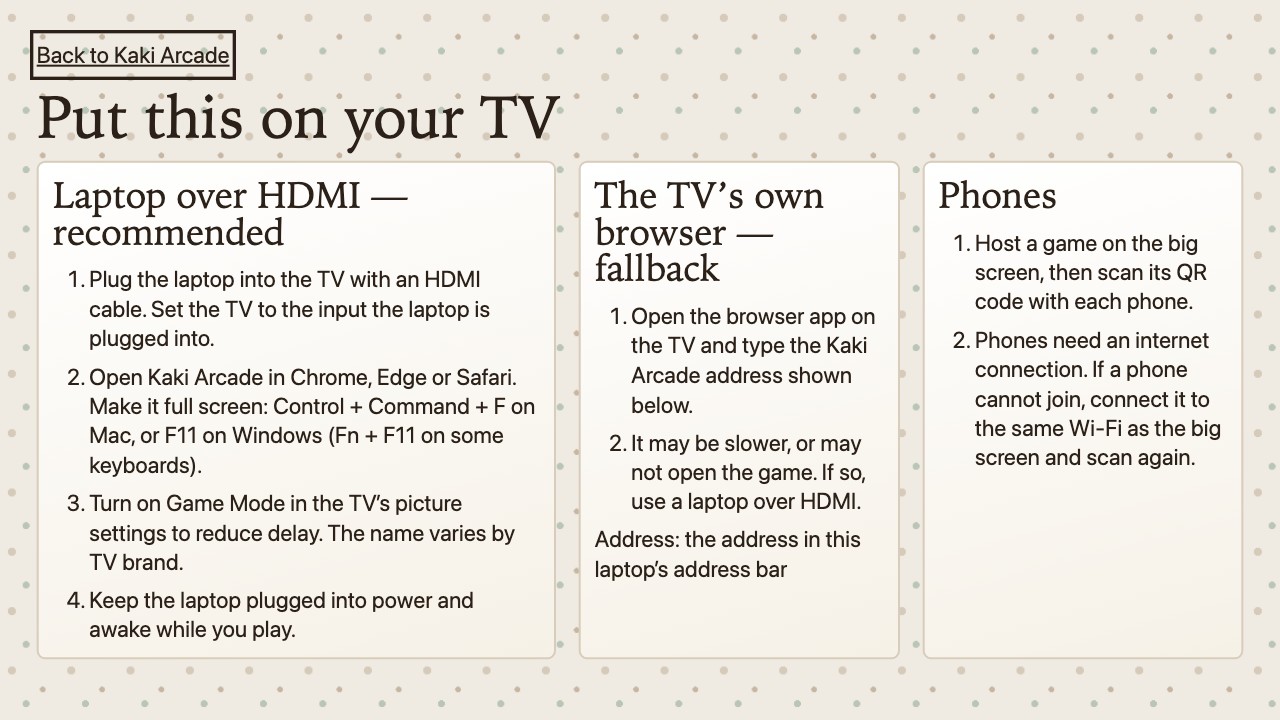 Back to Kaki Arcade
Put this on your TV
Laptop over HDMI —
recommended
1. Plug the laptop into the TV with an HDMI
cable. Set the TV to the input the laptop is
plugged into.
2. Open Kaki Arcade in Chrome, Edge or Safari.
Make it full screen: Control + Command + F on
Mac, or F11 on Windows (Fn + F11 on some
keyboards).
3. Turn on Game Mode in the TV’s picture
settings to reduce delay. The name varies by
TV brand.
4. Keep the laptop plugged into power and
awake while you play.
The TV’s own
browser —
fallback
1. Open the browser app on
the TV and type the Kaki
Arcade address shown
below.
2. It may be slower, or may
not open the game. If so,
use a laptop over HDMI.
Address: the address in this
laptop’s address bar
Phones
1. Host a game on the big
screen, then scan its QR
code with each phone.
2. Phones need an internet
connection. If a phone
cannot join, connect it to
the same Wi-Fi as the big
screen and scan again.